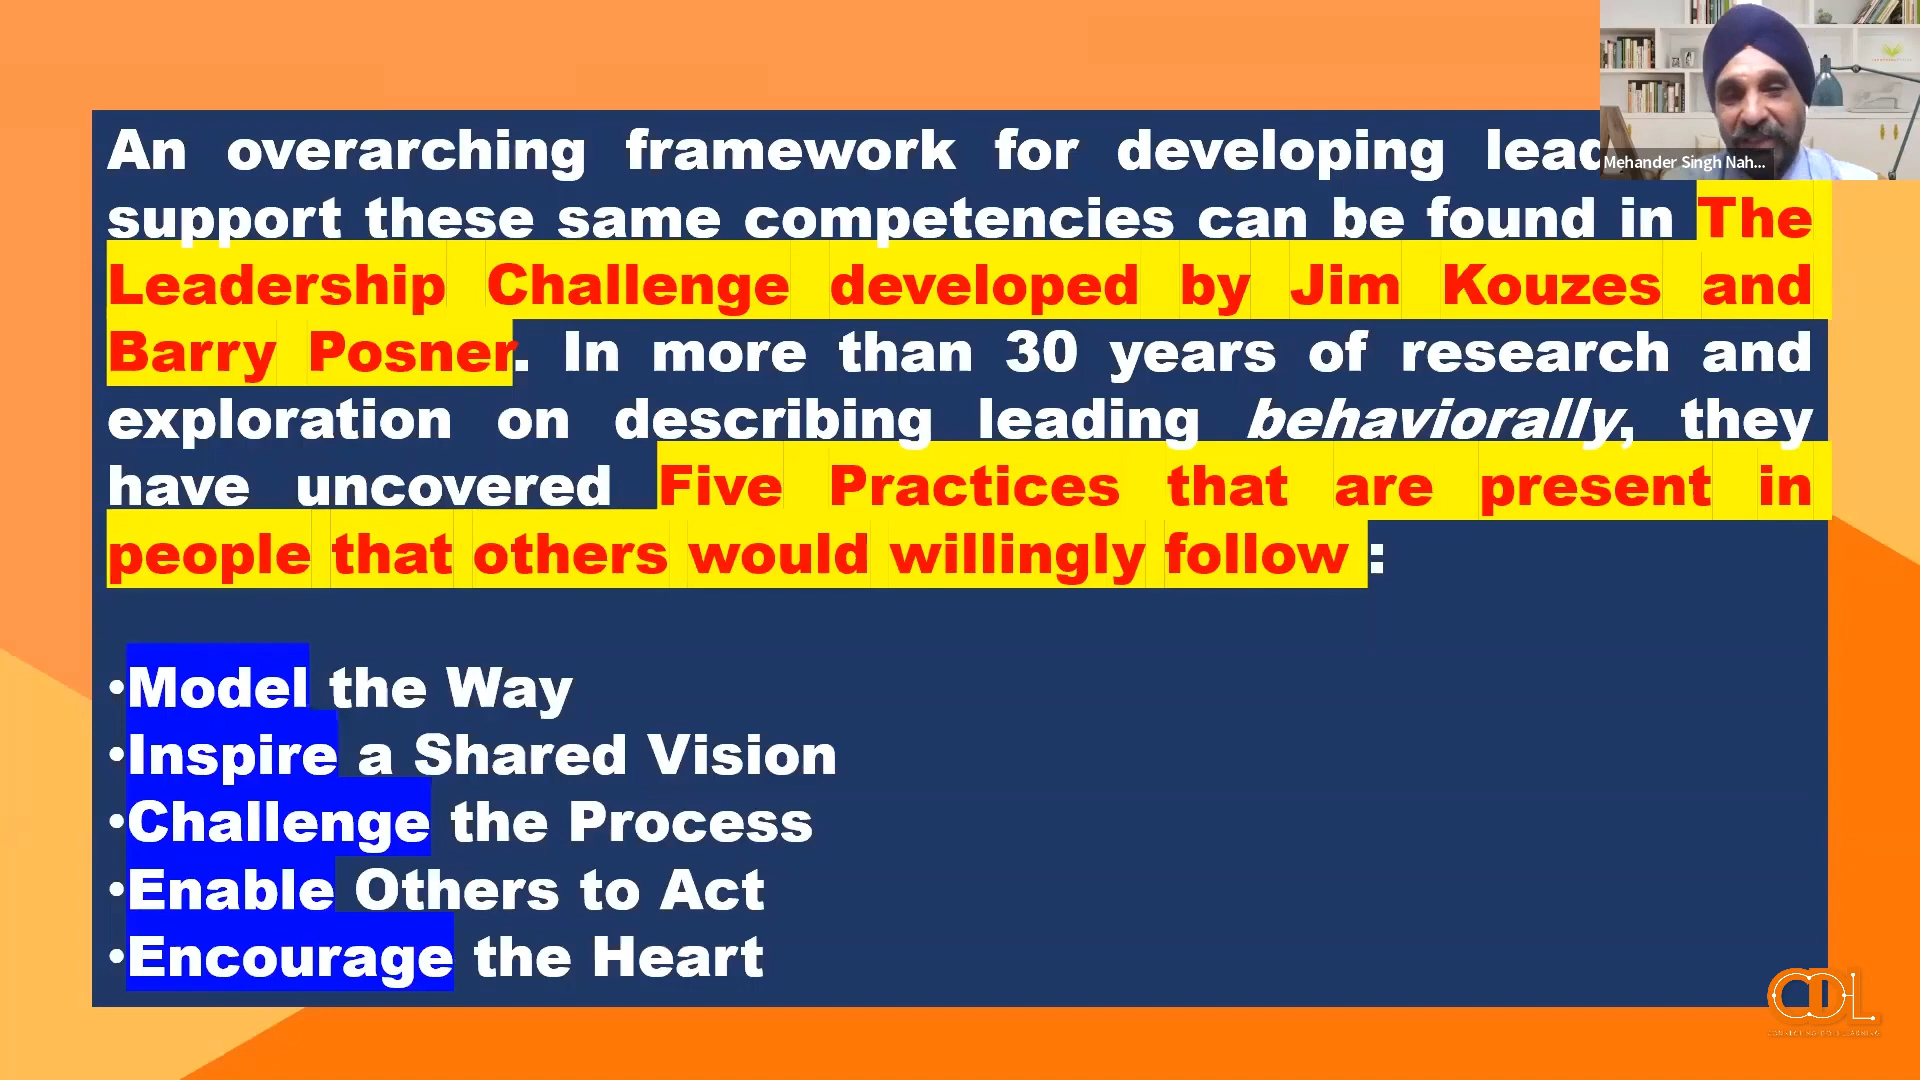 An overarching framework for developing
support these same competencies can be found in The
Leadership Challenge developed by Jim Kouzes and
Barry Posner. In more than 30 years of research and
exploration on describing leading behaviorally, they
have uncovered Five Practices that are present in
people that others would willingly follow :
•Model the Way
•Inspire a Shared Vision
•Challenge the Process
•Enable Others to Act
•Encourage the Heart
Mehander Singh Nah...
CDL